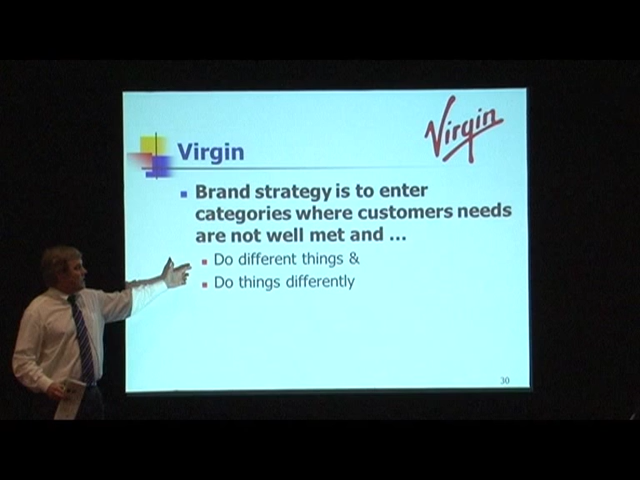 Virgin
Virgin
Brand strategy is to enter
categories where customers needs
are not well met and ...
Do different things &
Do things differently
30